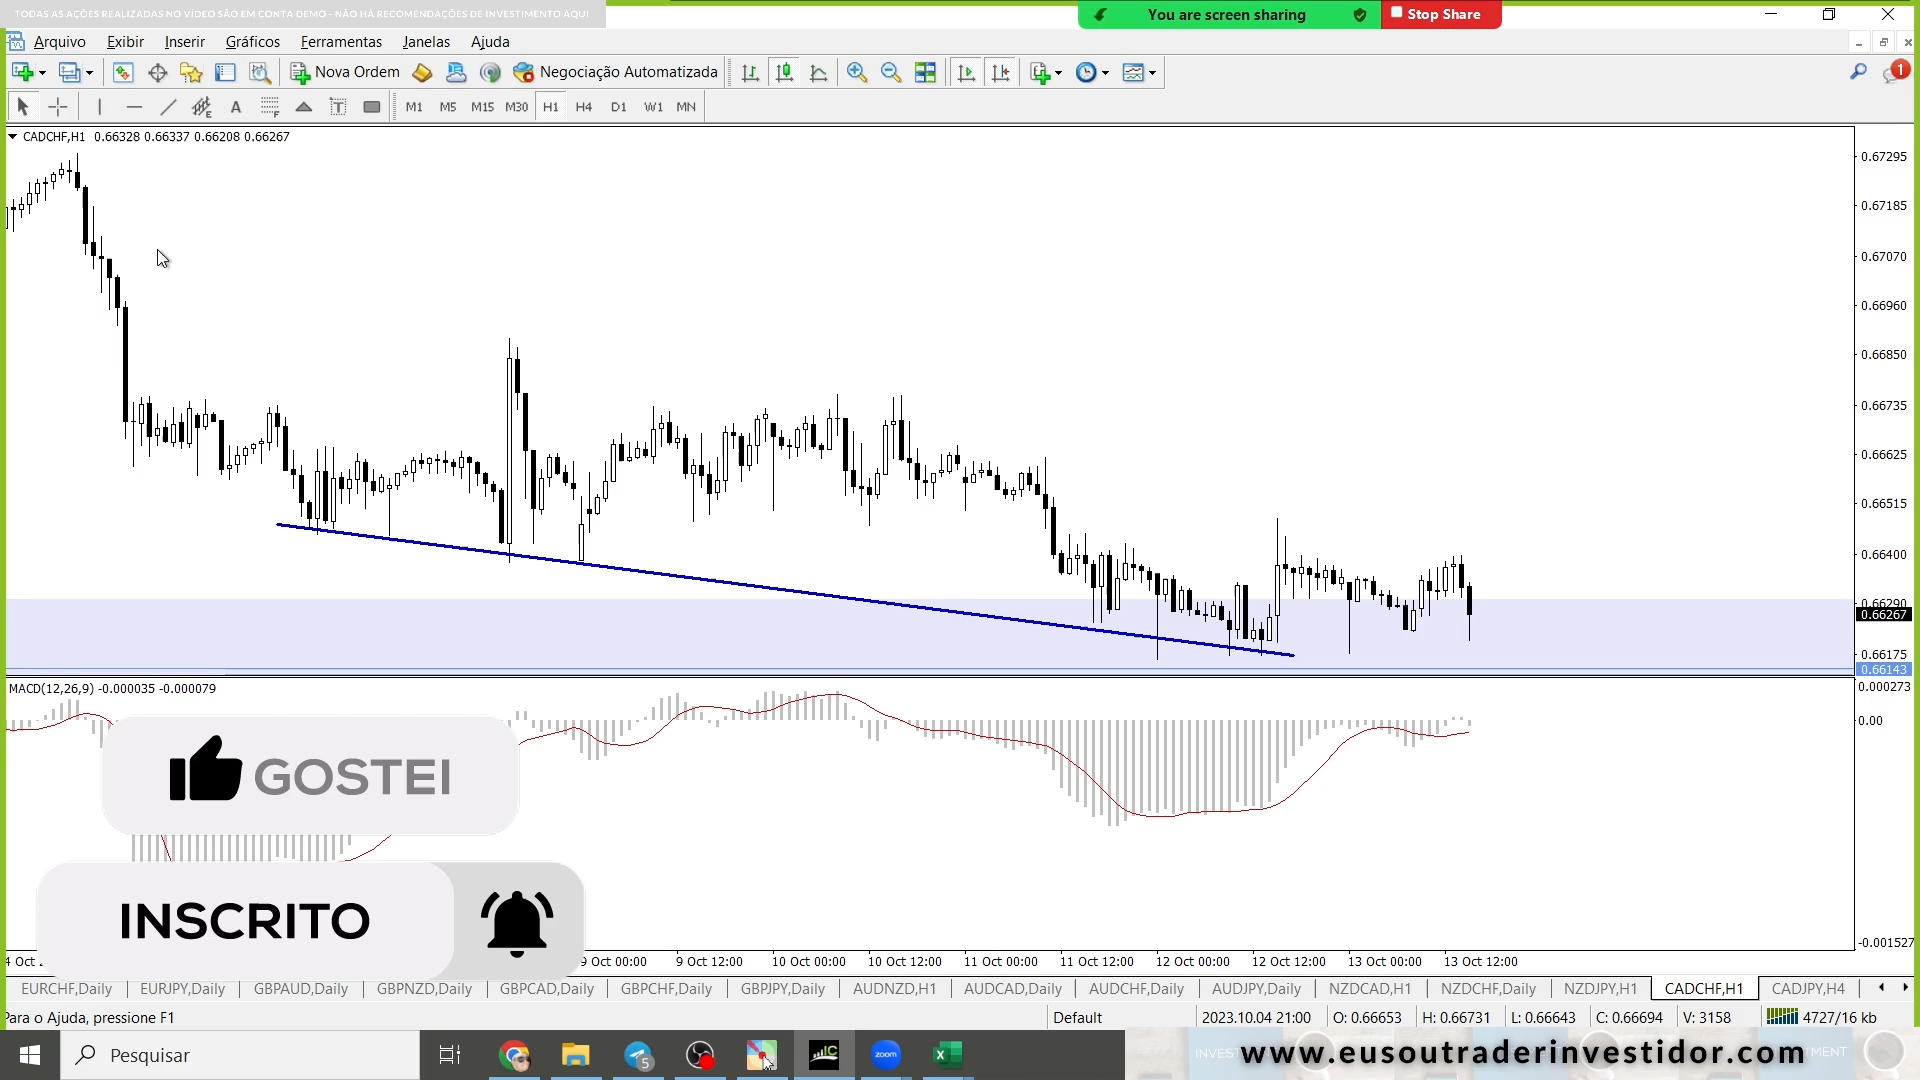 TODAS AS AÇÕES REALIZADAS NO VÍDEO SÃO EM CONTA DEMO - NÃO HÁ RECOMENDAÇÕES DE INVESTIMENTO AQUI
You are screen sharing
Stop Share
Arquivo Exibir Inserir Gráficos Ferramentas Janelas Ajuda
Nova Ordem Negociação Automatizada
1
A T M1 M5 M15 M30 H1 H4 D1 W1 MN
CADCHF,H1 0.66328 0.66337 0.66208 0.66267
0.67295
0.67185
0.67070
0.66960
0.66850
0.66735
0.66625
0.66515
0.66400
0.66290
0.66267
0.66175
0.66143
MACD(12,26,9) -0.000035 -0.000079
0.000273
0.00
-0.001527
GOSTEI
INSCRITO
4 Oct 9 Oct 00:00 9 Oct 12:00 10 Oct 00:00 10 Oct 12:00 11 Oct 00:00 11 Oct 12:00 12 Oct 00:00 12 Oct 12:00 13 Oct 00:00 13 Oct 12:00
EURCHF,Daily EURJPY,Daily GBPAUD,Daily GBPNZD,Daily GBPCAD,Daily GBPCHF,Daily GBPJPY,Daily AUDNZD,H1 AUDCAD,Daily AUDCHF,Daily AUDJPY,Daily NZDCAD,H1 NZDCHF,Daily NZDJPY,H1 CADCHF,H1 CADJPY,H4
Para o Ajuda, pressione F1 Default 2023.10.04 21:00 O: 0.66653 H: 0.66731 L: 0.66643 C: 0.66694 V: 3158 4727/16 kb
Pesquisar 5 IC zoom
www.eusoutraderinvestidor.com